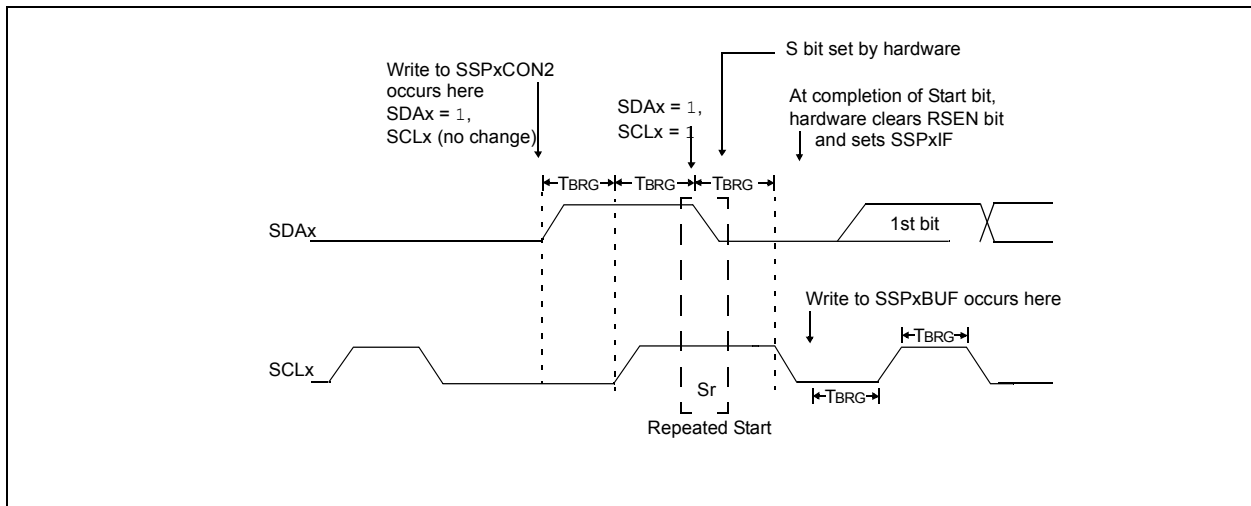 S bit set by hardware
Write to SSPxCON2
occurs here
SDAx = 1,
SCLx (no change)
SDAx = 1,
SCLx = 1
At completion of Start bit,
hardware clears RSEN bit
and sets SSPxIF
TBRG TBRG TBRG
SDAx
1st bit
Write to SSPxBUF occurs here
TBRG
SCLx
Sr
TBRG
Repeated Start